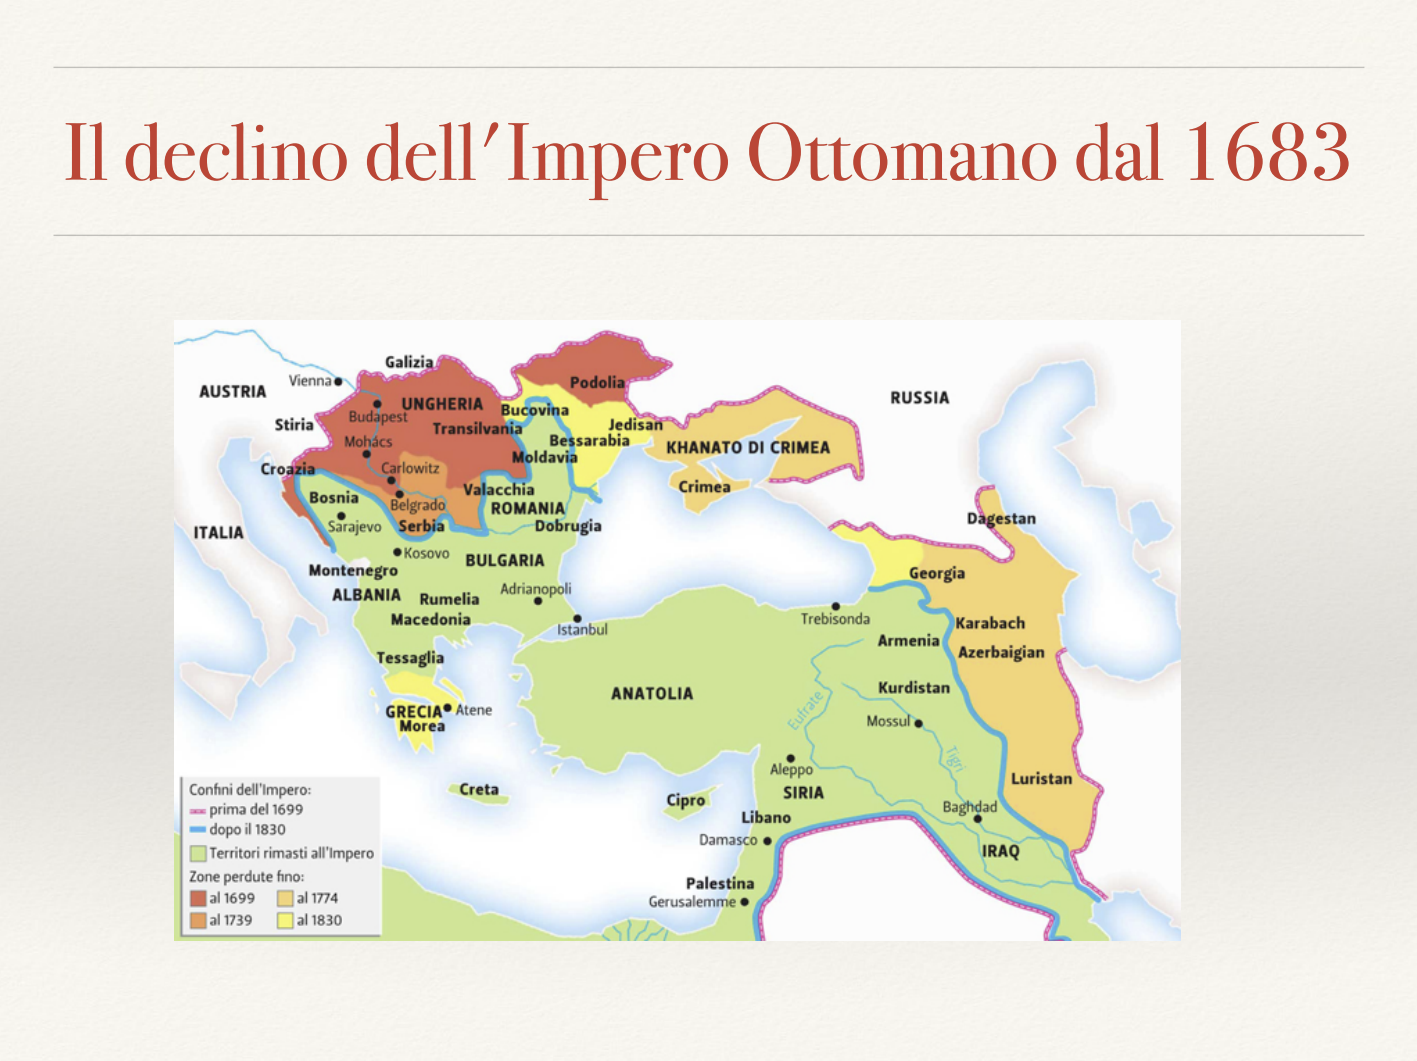 Il declino dell'Impero Ottomano dal 1683
Galizia
Vienna
AUSTRIA
Podolia
RUSSIA
UNGHERIA
Bucovina
Budapest
Stiria
Transilvania
Jedisan
Mohács
Bessarabia
KHANATO DI CRIMEA
Moldavia
Croazia
Carlowitz
Crimea
Valacchia
Bosnia
Belgrado
ROMANIA
Dagestan
Sarajevo
Serbia
Dobrugia
ITALIA
Kosovo
BULGARIA
Montenegro
Georgia
Adrianopoli
ALBANIA
Rumelia
Macedonia
Trebisonda
Karabach
Istanbul
Armenia
Azerbaigian
Tessaglia
Kurdistan
ANATOLIA
GRECIA
Atene
Eufrate
Morea
Mossul
Tigri
Aleppo
Luristan
Creta
SIRIA
Cipro
Baghdad
Libano
Damasco
IRAQ
Palestina
Gerusalemme
Confini dell'Impero:
prima del 1699
dopo il 1830
Territori rimasti all'Impero
Zone perdute fino:
al 1699
al 1774
al 1739
al 1830